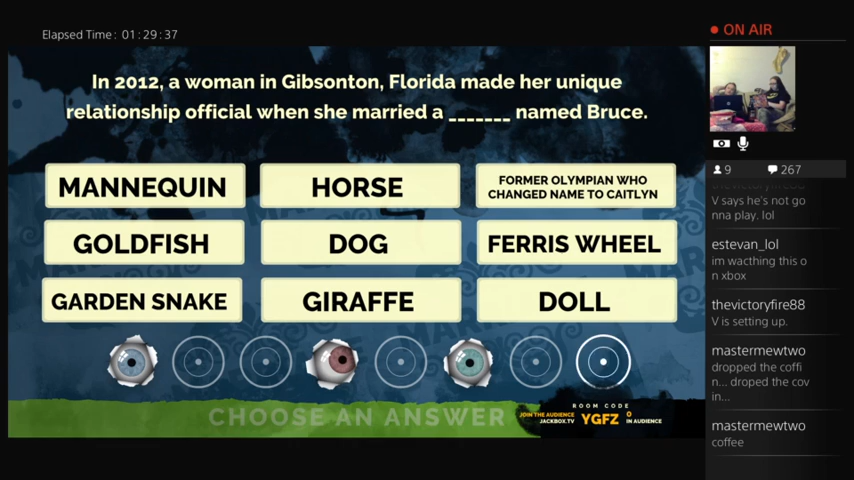 Elapsed Time: 01:29:37
In 2012, a woman in Gibsonton, Florida made her unique
relationship official when she married a _______ named Bruce.
MANNEQUIN
HORSE
FORMER OLYMPIAN WHO
CHANGED NAME TO CAITLYN
GOLDFISH
DOG
FERRIS WHEEL
GARDEN SNAKE
GIRAFFE
DOLL
CHOOSE AN ANSWER
ROOM CODE
JOIN THE AUDIENCE
JACKBOX.TV
YGFZ
0
IN AUDIENCE
ON AIR
9
267
V says he's not go
nna play. lol
estevan_lol
im wacthing this o
n xbox
thevictoryfire88
V is setting up.
mastermewtwo
dropped the coffi
n... droped the cov
in...
mastermewtwo
coffee